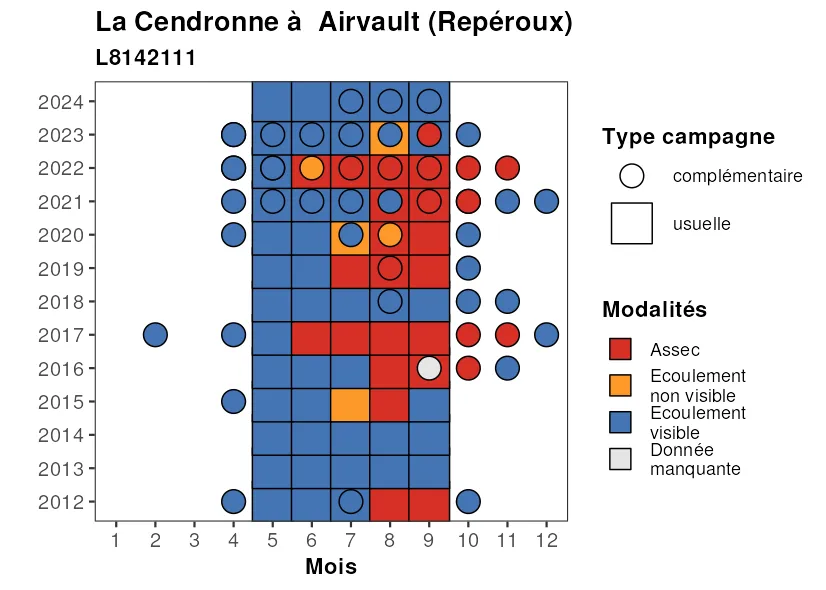 La Cendronne à  Airvault (Repéroux)
L8142111
2024
2023
2022
2021
2020
2019
2018
2017
2016
2015
2014
2013
2012
1 2 3 4 5 6 7 8 9 10 11 12
Mois
Type campagne
complémentaire
usuelle
Modalités
Assec
Ecoulement
non visible
Ecoulement
visible
Donnée
manquante